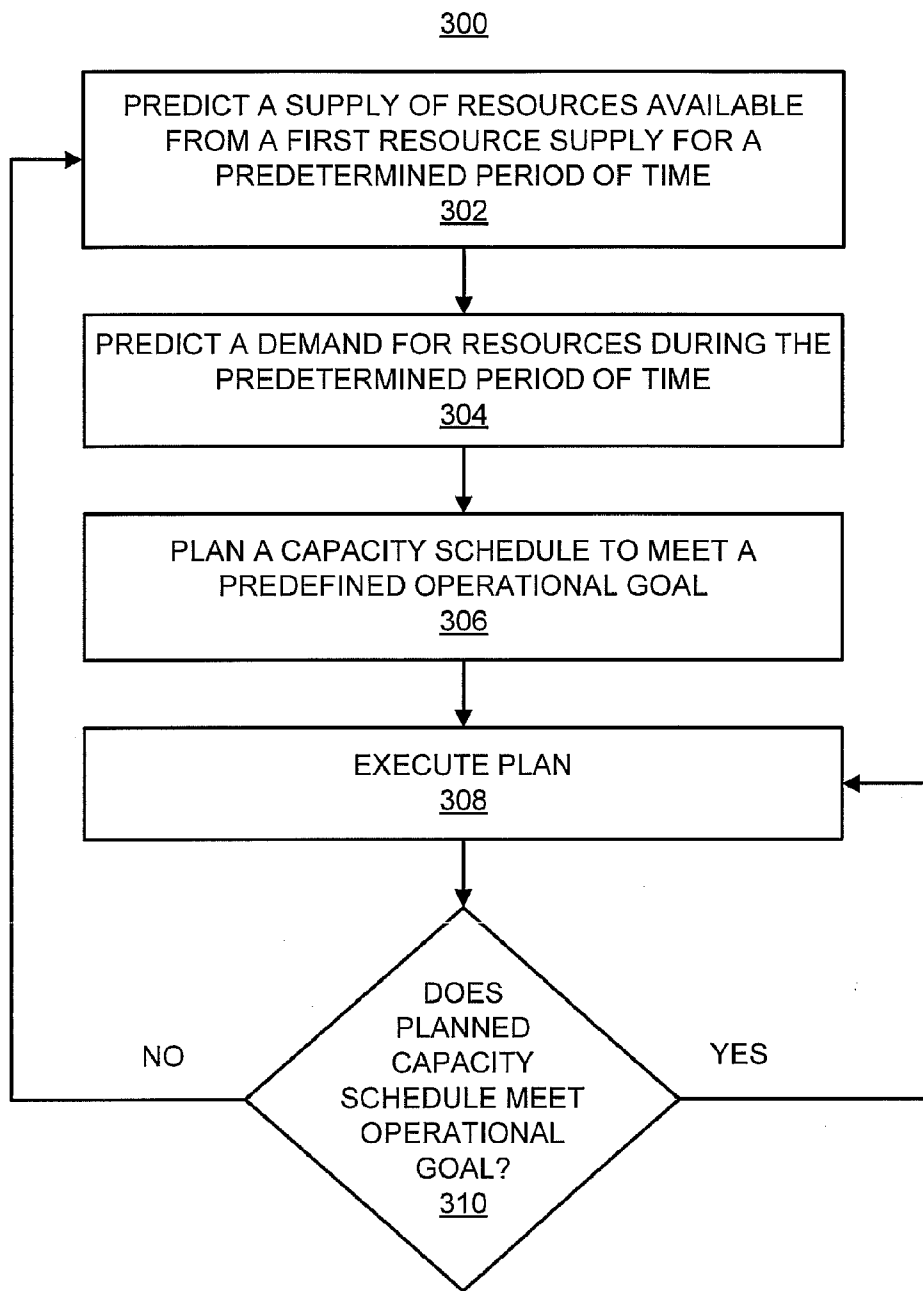 300
PREDICT A SUPPLY OF RESOURCES AVAILABLE
FROM A FIRST RESOURCE SUPPLY FOR A
PREDETERMINED PERIOD OF TIME
302
PREDICT A DEMAND FOR RESOURCES DURING THE
PREDETERMINED PERIOD OF TIME
304
PLAN A CAPACITY SCHEDULE TO MEET A
PREDEFINED OPERATIONAL GOAL
306
EXECUTE PLAN
308
DOES
PLANNED
CAPACITY
SCHEDULE MEET
OPERATIONAL
GOAL?
310
NO
YES